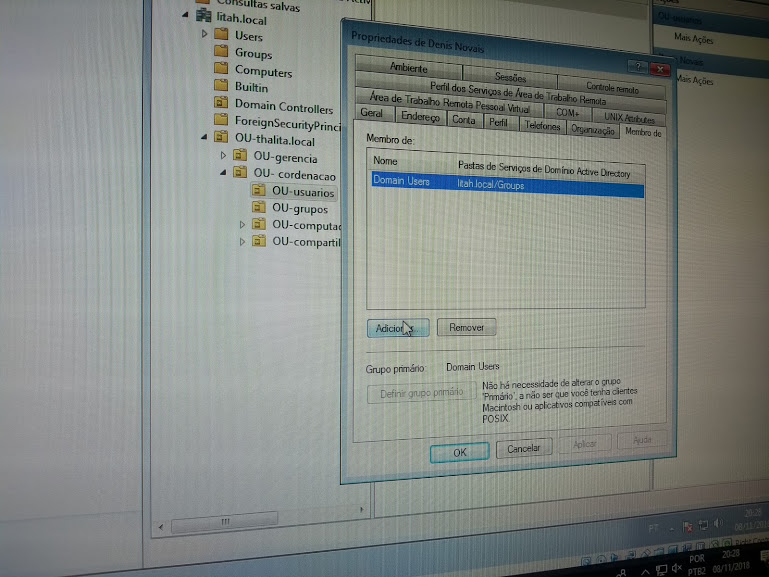 Consultas salvas
litah.local
Users
Groups
Computers
Builtin
Domain Controllers
ForeignSecurityPrinci
OU-thalita.local
OU-gerencia
OU- cordenacao
OU-usuarios
OU-grupos
OU-computac
OU-compartil
Propriedades de Denis Novais
Ambiente
Sessões
Controle remoto
Perfil dos Serviços de Área de Trabalho Remota
Área de Trabalho Remota Pessoal Virtual
COM+
UNIX Attributes
Geral
Endereço
Conta
Perfil
Telefones
Organização
Membro de
Membro de:
Nome
Pastas de Serviços de Domínio Active Directory
Domain Users
litah.local/Groups
Adicionar...
Remover
Grupo primário:
Domain Users
Definir grupo primário
Não há necessidade de alterar o grupo
'Primário', a não ser que você tenha clientes
Macintosh ou aplicativos compatíveis com
POSIX.
OK
Cancelar
Aplicar
Ajuda
OU-usuarios
Mais Ações
Novais
Mais Ações
PT
20:28
POR
PTB2
20:28
08/11/2018